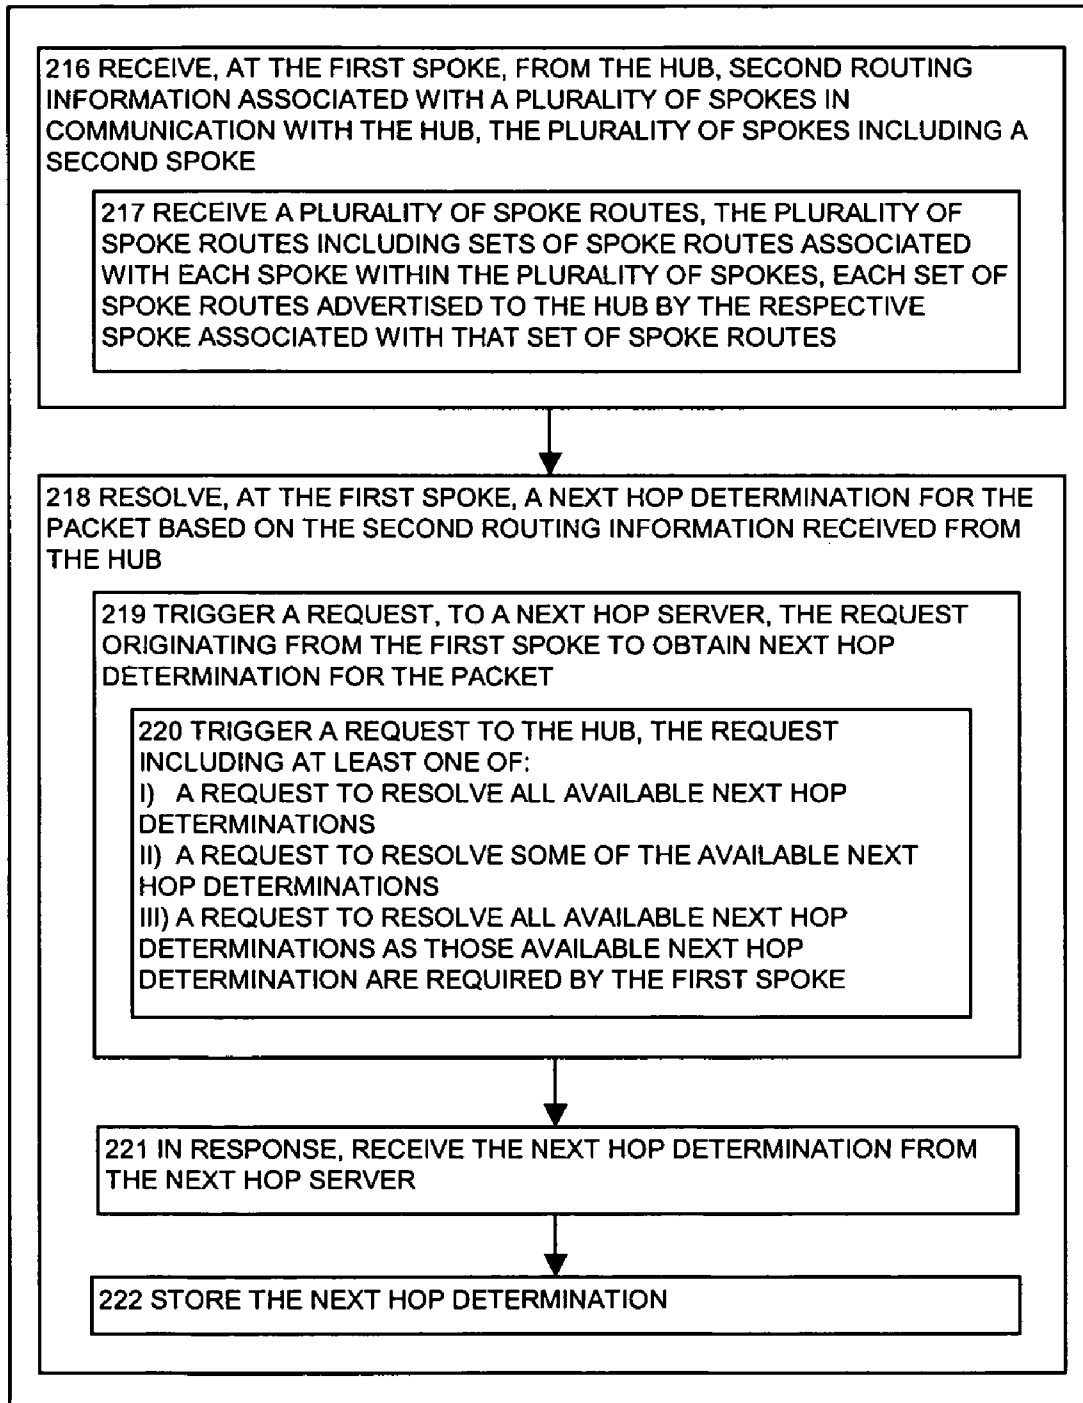 216 RECEIVE, AT THE FIRST SPOKE, FROM THE HUB, SECOND ROUTING
INFORMATION ASSOCIATED WITH A PLURALITY OF SPOKES IN
COMMUNICATION WITH THE HUB, THE PLURALITY OF SPOKES INCLUDING A
SECOND SPOKE
217 RECEIVE A PLURALITY OF SPOKE ROUTES, THE PLURALITY OF
SPOKE ROUTES INCLUDING SETS OF SPOKE ROUTES ASSOCIATED
WITH EACH SPOKE WITHIN THE PLURALITY OF SPOKES, EACH SET OF
SPOKE ROUTES ADVERTISED TO THE HUB BY THE RESPECTIVE
SPOKE ASSOCIATED WITH THAT SET OF SPOKE ROUTES
218 RESOLVE, AT THE FIRST SPOKE, A NEXT HOP DETERMINATION FOR THE
PACKET BASED ON THE SECOND ROUTING INFORMATION RECEIVED FROM
THE HUB
219 TRIGGER A REQUEST, TO A NEXT HOP SERVER, THE REQUEST
ORIGINATING FROM THE FIRST SPOKE TO OBTAIN NEXT HOP
DETERMINATION FOR THE PACKET
220 TRIGGER A REQUEST TO THE HUB, THE REQUEST
INCLUDING AT LEAST ONE OF:
I) A REQUEST TO RESOLVE ALL AVAILABLE NEXT HOP
DETERMINATIONS
II) A REQUEST TO RESOLVE SOME OF THE AVAILABLE NEXT
HOP DETERMINATIONS
III) A REQUEST TO RESOLVE ALL AVAILABLE NEXT HOP
DETERMINATIONS AS THOSE AVAILABLE NEXT HOP
DETERMINATION ARE REQUIRED BY THE FIRST SPOKE
221 IN RESPONSE, RECEIVE THE NEXT HOP DETERMINATION FROM
THE NEXT HOP SERVER
222 STORE THE NEXT HOP DETERMINATION